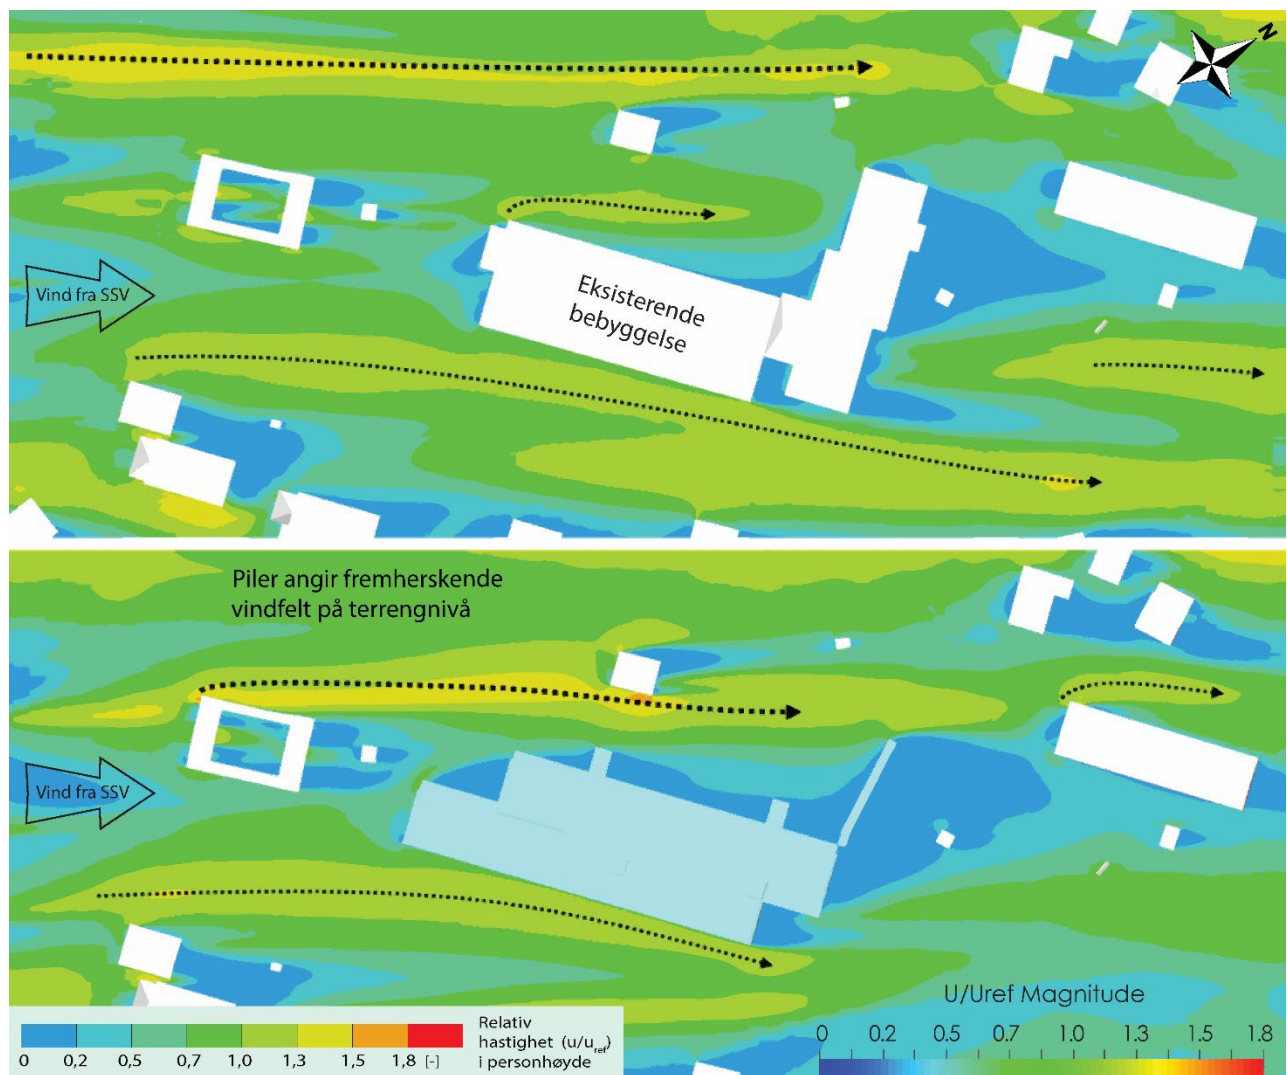 N
Vind fra SSV
Eksisterende
bebyggelse
Piler angir fremherskende
vindfelt på terrengnivå
Vind fra SSV
Relativ
hastighet (u/uref)
i personhøyde
0 0,2 0,5 0,7 1,0 1,3 1,5 1,8 [-]
U/Uref Magnitude
0 0.2 0.5 0.7 1.0 1.3 1.5 1.8